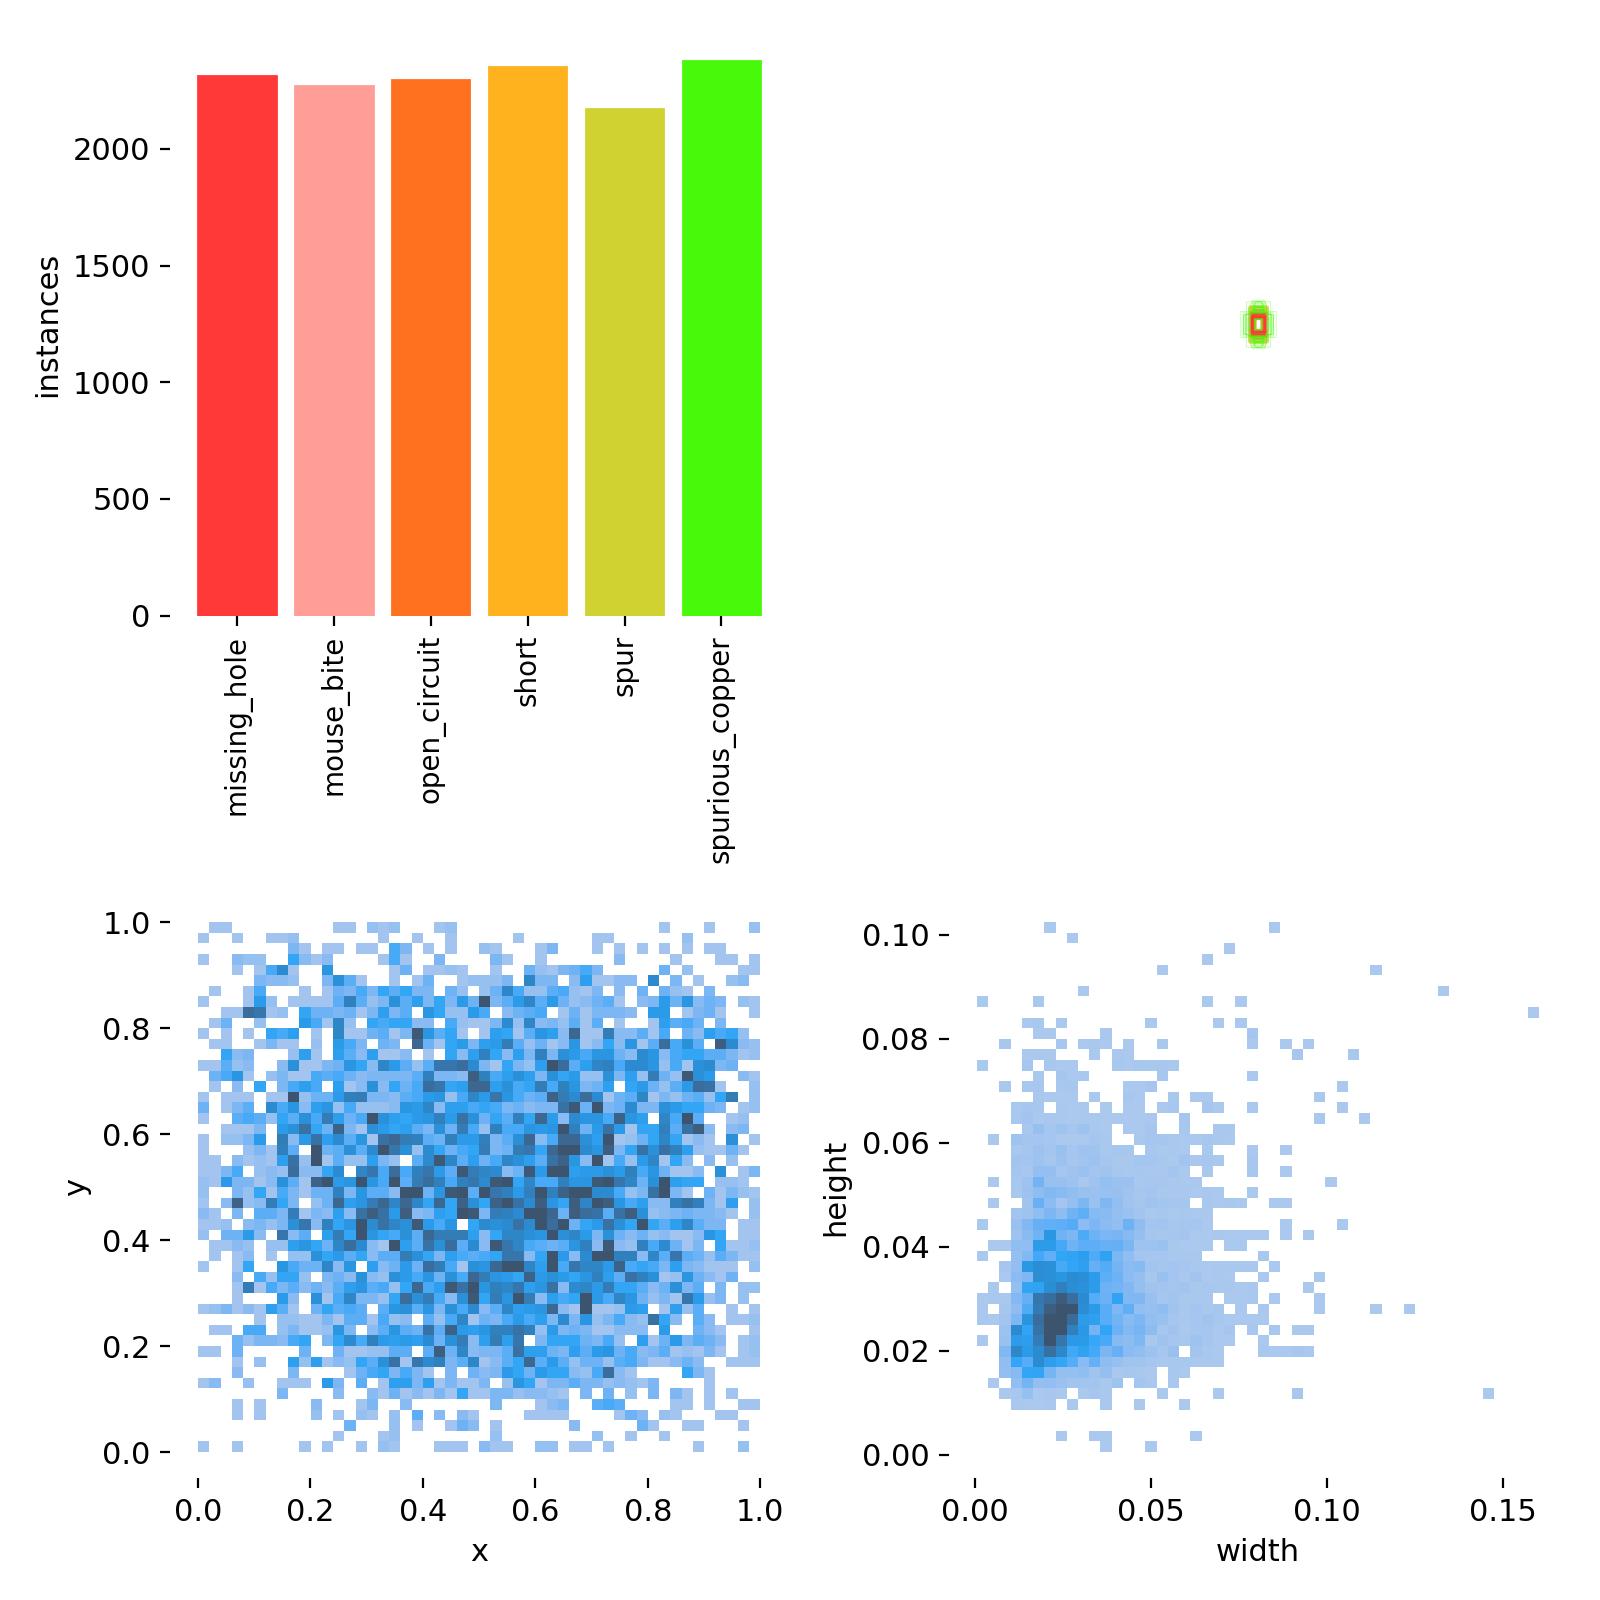 instances
2000
1500
1000
500
0
missing_hole
mouse_bite
open_circuit
short
spur
spurious_copper
y
1.0
0.8
0.6
0.4
0.2
0.0
0.0 0.2 0.4 0.6 0.8 1.0
x
height
0.10
0.08
0.06
0.04
0.02
0.00
0.00 0.05 0.10 0.15
width